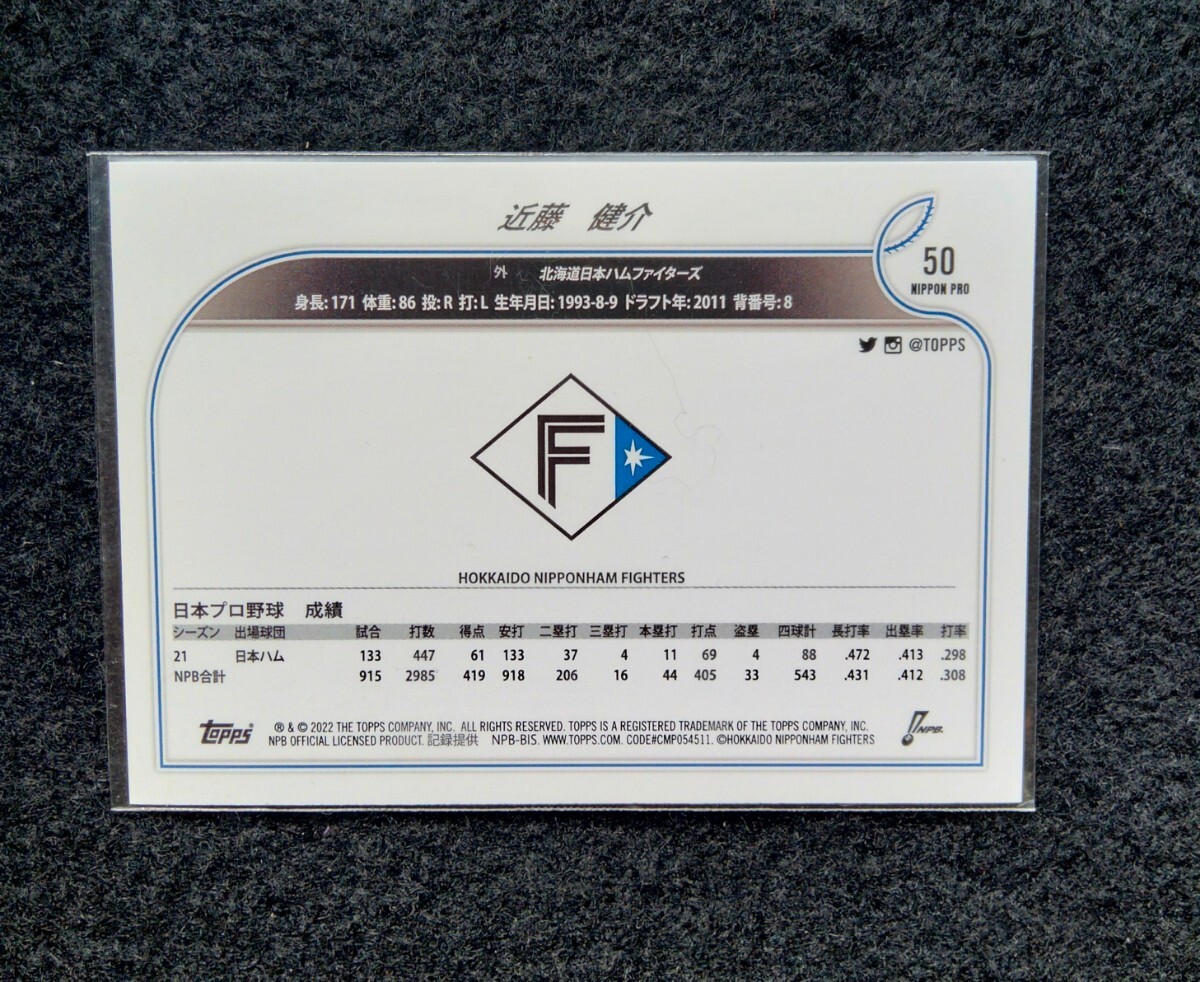 近藤　健介
50
NIPPON PRO
外　北海道日本ハムファイターズ
身長: 171 体重: 86 投: R 打: L 生年月日: 1993-8-9 ドラフト年: 2011 背番号: 8
@TOPPS
F
HOKKAIDO NIPPONHAM FIGHTERS
日本プロ野球　成績
シーズン 出場球団 試合 打数 得点 安打 二塁打 三塁打 本塁打 打点 盗塁 四球計 長打率 出塁率 打率
21 日本ハム 133 447 61 133 37 4 11 69 4 88 .472 .413 .298
NPB合計 915 2985 419 918 206 16 44 405 33 543 .431 .412 .308
Topps ® & © 2022 THE TOPPS COMPANY, INC. ALL RIGHTS RESERVED. TOPPS IS A REGISTERED TRADEMARK OF THE TOPPS COMPANY, INC.
NPB OFFICIAL LICENSED PRODUCT. 記録提供 NPB-BIS. WWW.TOPPS.COM. CODE#CMP054511. ©HOKKAIDO NIPPONHAM FIGHTERS
NPB.